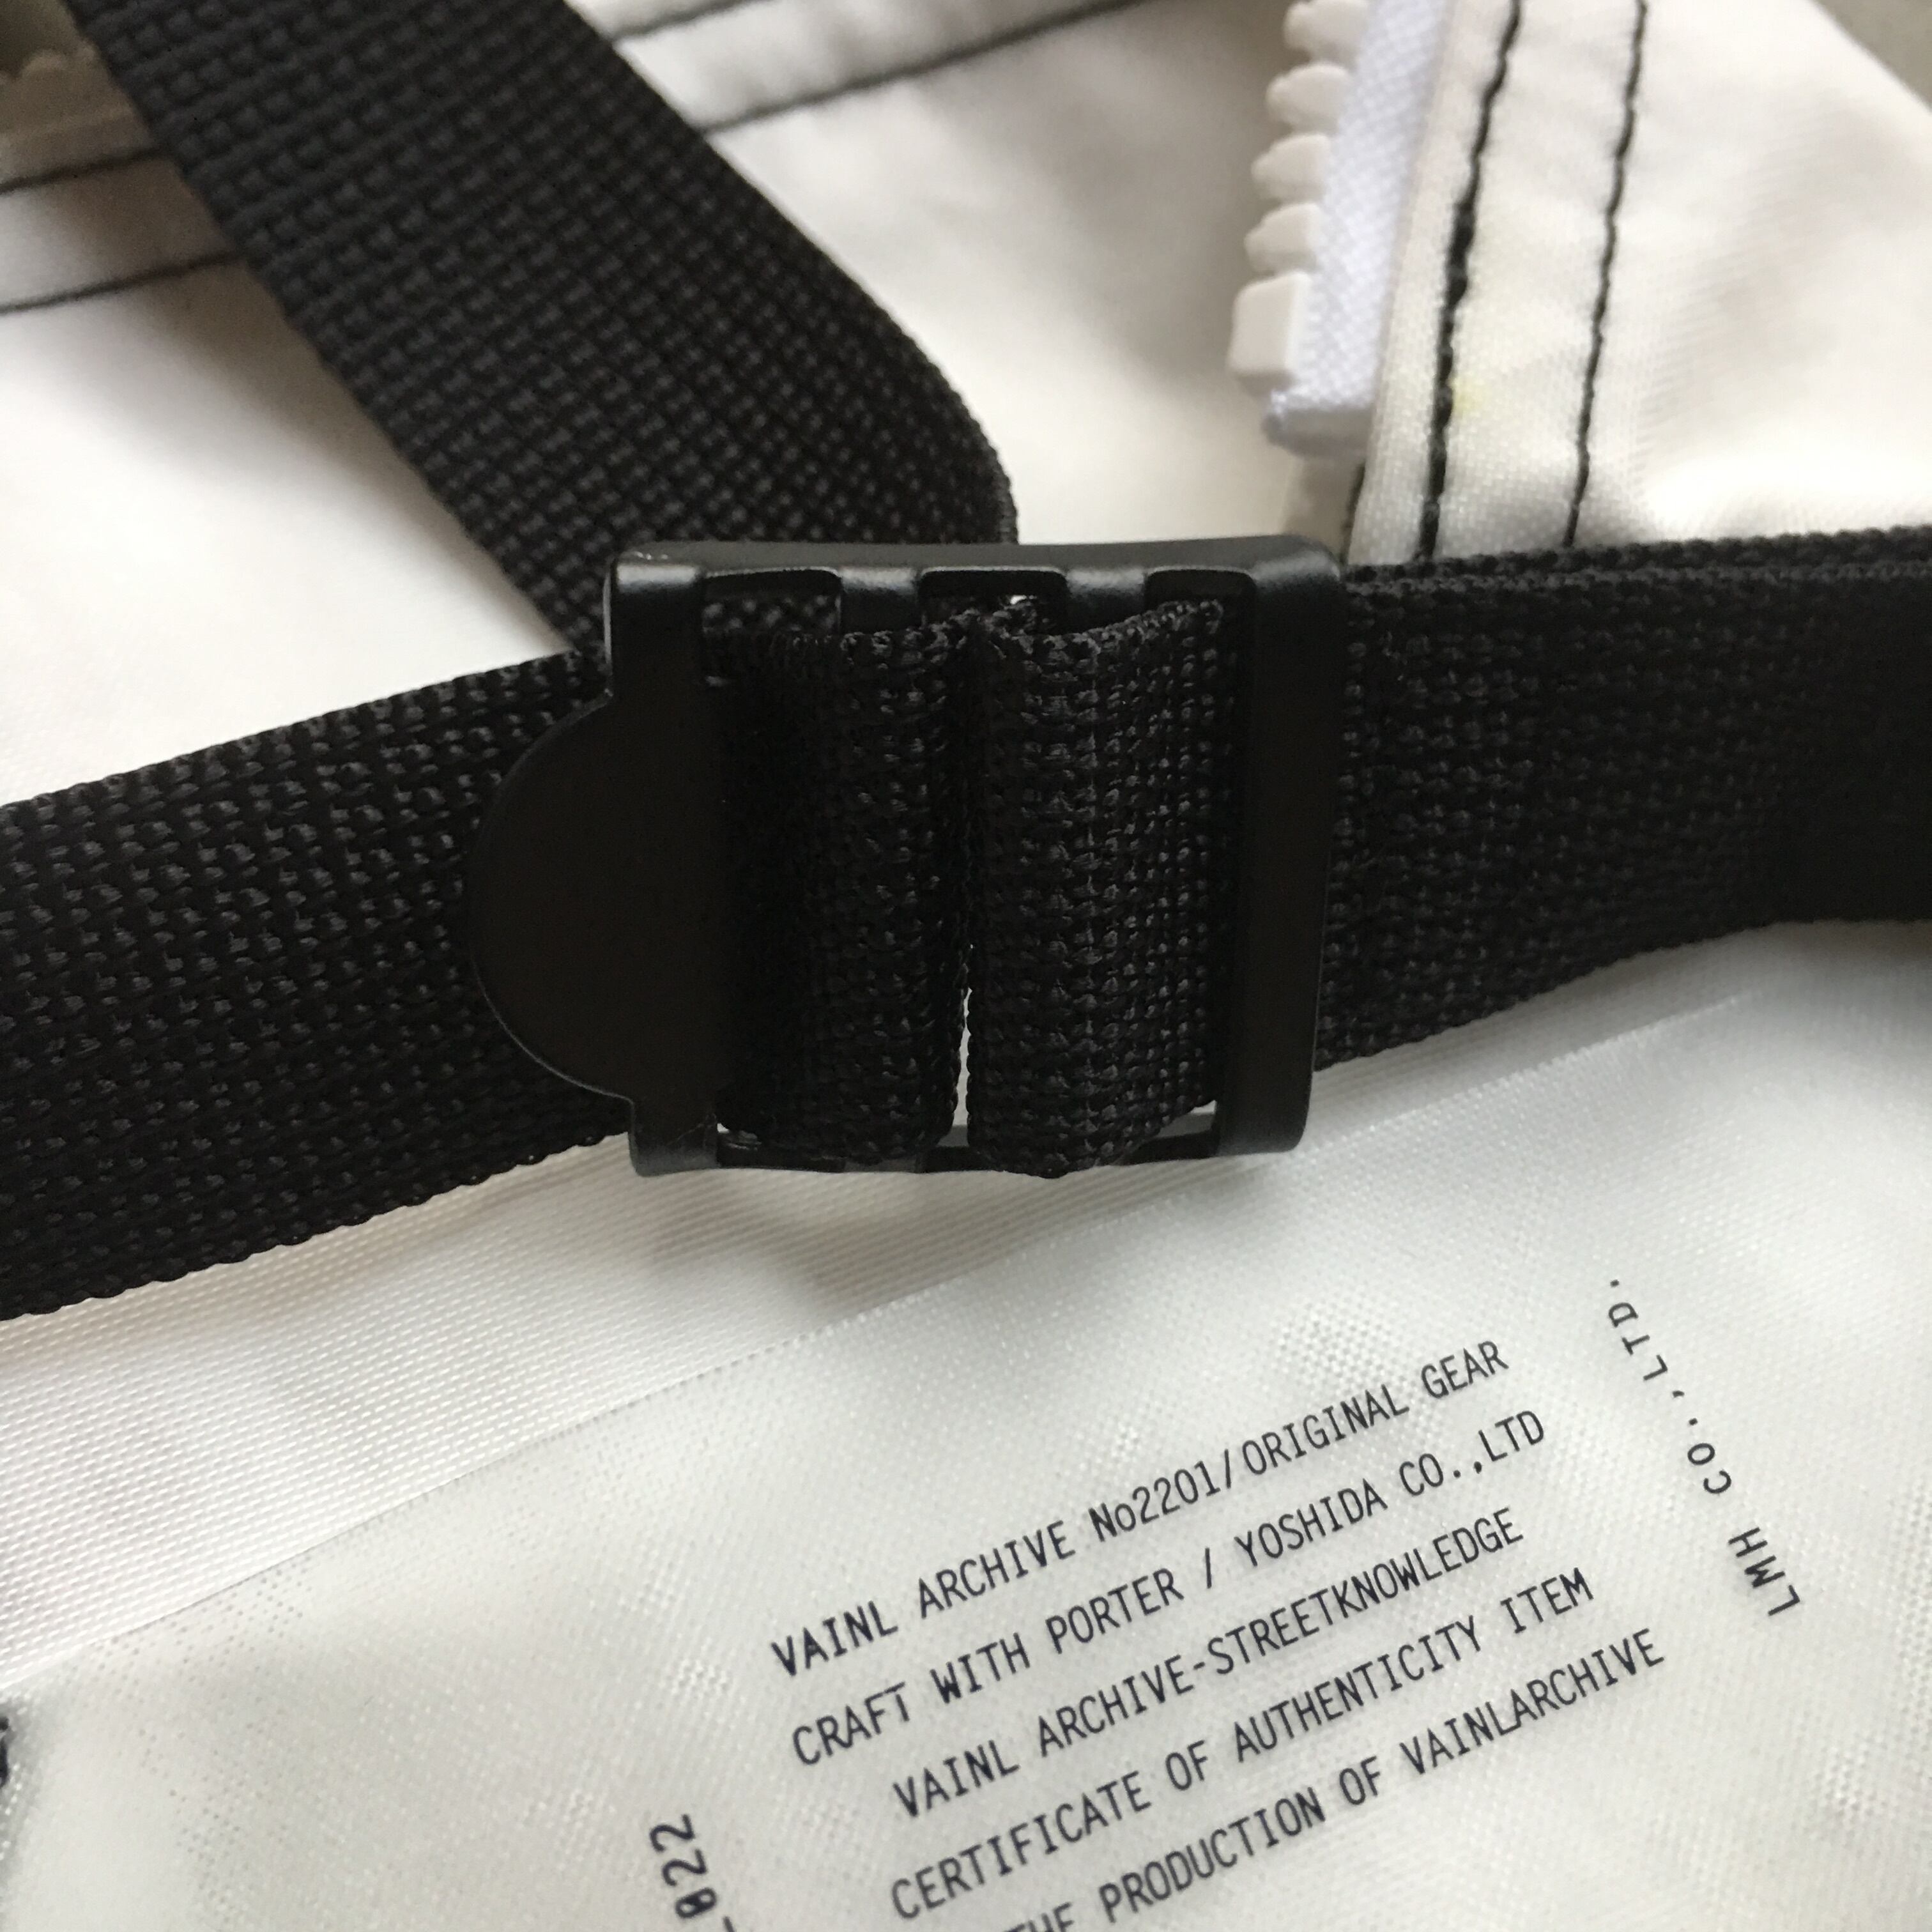 VAINL ARCHIVE No2201/ORIGINAL GEAR
CRAFT WITH PORTER / YOSHIDA CO.,LTD
VAINL ARCHIVE-STREETKNOWLEDGE
CERTIFICATE OF AUTHENTICITY ITEM
THE PRODUCTION OF VAINLARCHIVE
LMH CO.,LTD.
-022